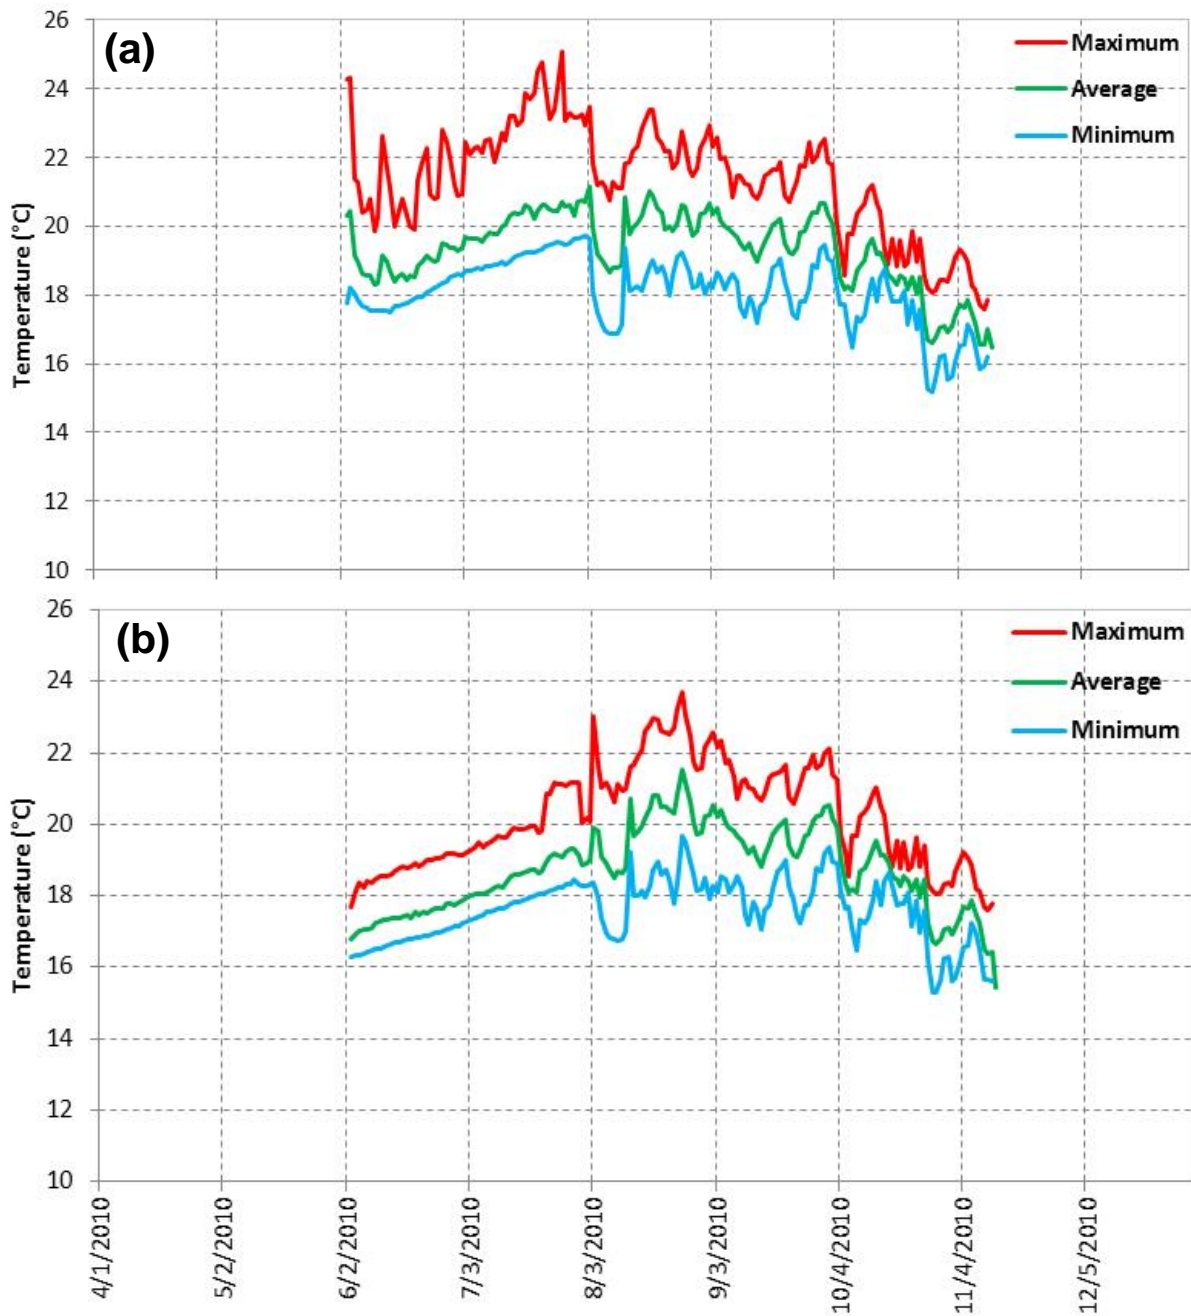 (a)
Temperature (°C)
26
24
22
20
18
16
14
12
10
Maximum
Average
Minimum
(b)
Temperature (°C)
26
24
22
20
18
16
14
12
10
Maximum
Average
Minimum
4/1/2010
5/2/2010
6/2/2010
7/3/2010
8/3/2010
9/3/2010
10/4/2010
11/4/2010
12/5/2010